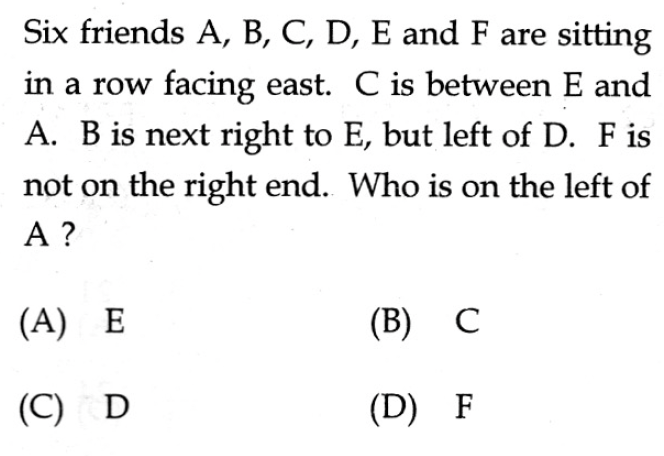 Six friends A, B, C, D, E and F are sitting
in a row facing east. C is between E and
A. B is next right to E, but left of D. F is
not on the right end. Who is on the left of
A ?
(A) E (B) C
(C) D (D) F